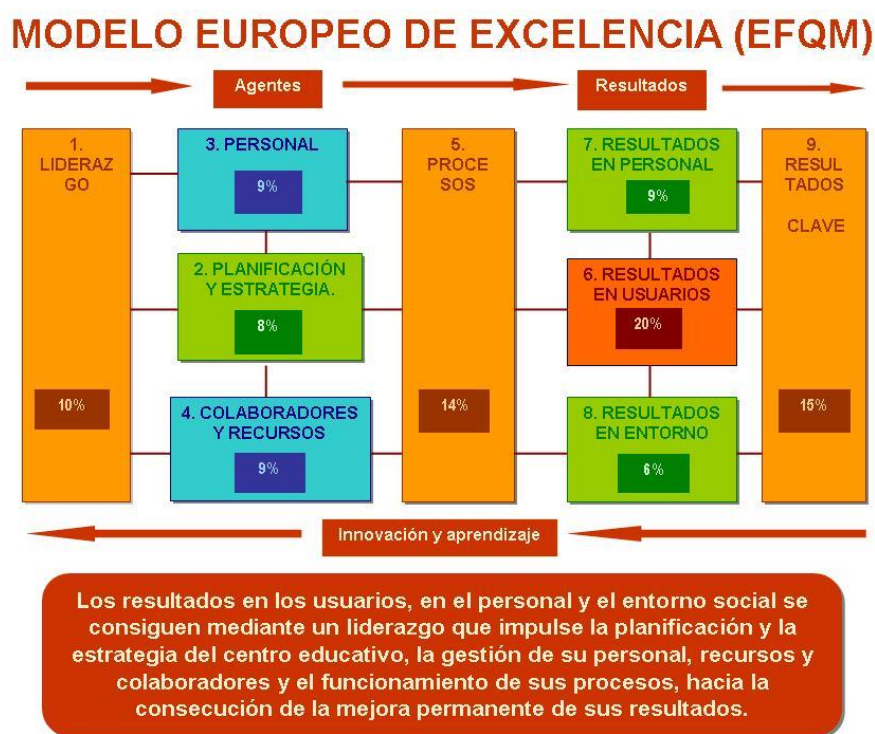 MODELO EUROPEO DE EXCELENCIA (EFQM)
Agentes
Resultados
1.
LIDERAZ
GO
10%
3. PERSONAL
9%
2. PLANIFICACIÓN
Y ESTRATEGIA.
8%
4. COLABORADORES
Y RECURSOS
9%
5.
PROCE
SOS
14%
7. RESULTADOS
EN PERSONAL
9%
6. RESULTADOS
EN USUARIOS
20%
8. RESULTADOS
EN ENTORNO
6%
9.
RESUL
TADOS
CLAVE
15%
Innovación y aprendizaje
Los resultados en los usuarios, en el personal y el entorno social se
consiguen mediante un liderazgo que impulse la planificación y la
estrategia del centro educativo, la gestión de su personal, recursos y
colaboradores y el funcionamiento de sus procesos, hacia la
consecución de la mejora permanente de sus resultados.